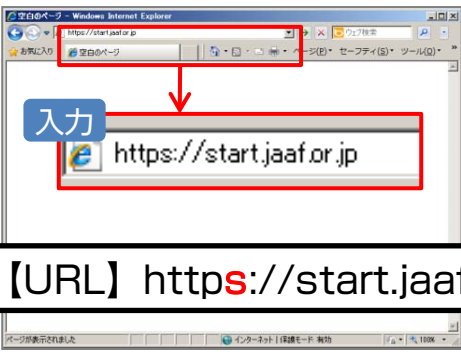 空白のページ - Windows Internet Explorer
https://start.jaaf.or.jp
ウェブ検索
お気に入り
空白のページ
ページ(P)
セーフティ(S)
ツール(O)
入力
https://start.jaaf.or.jp
【URL】https://start.jaaf
ページが表示されました
インターネット | 保護モード: 有効
100%